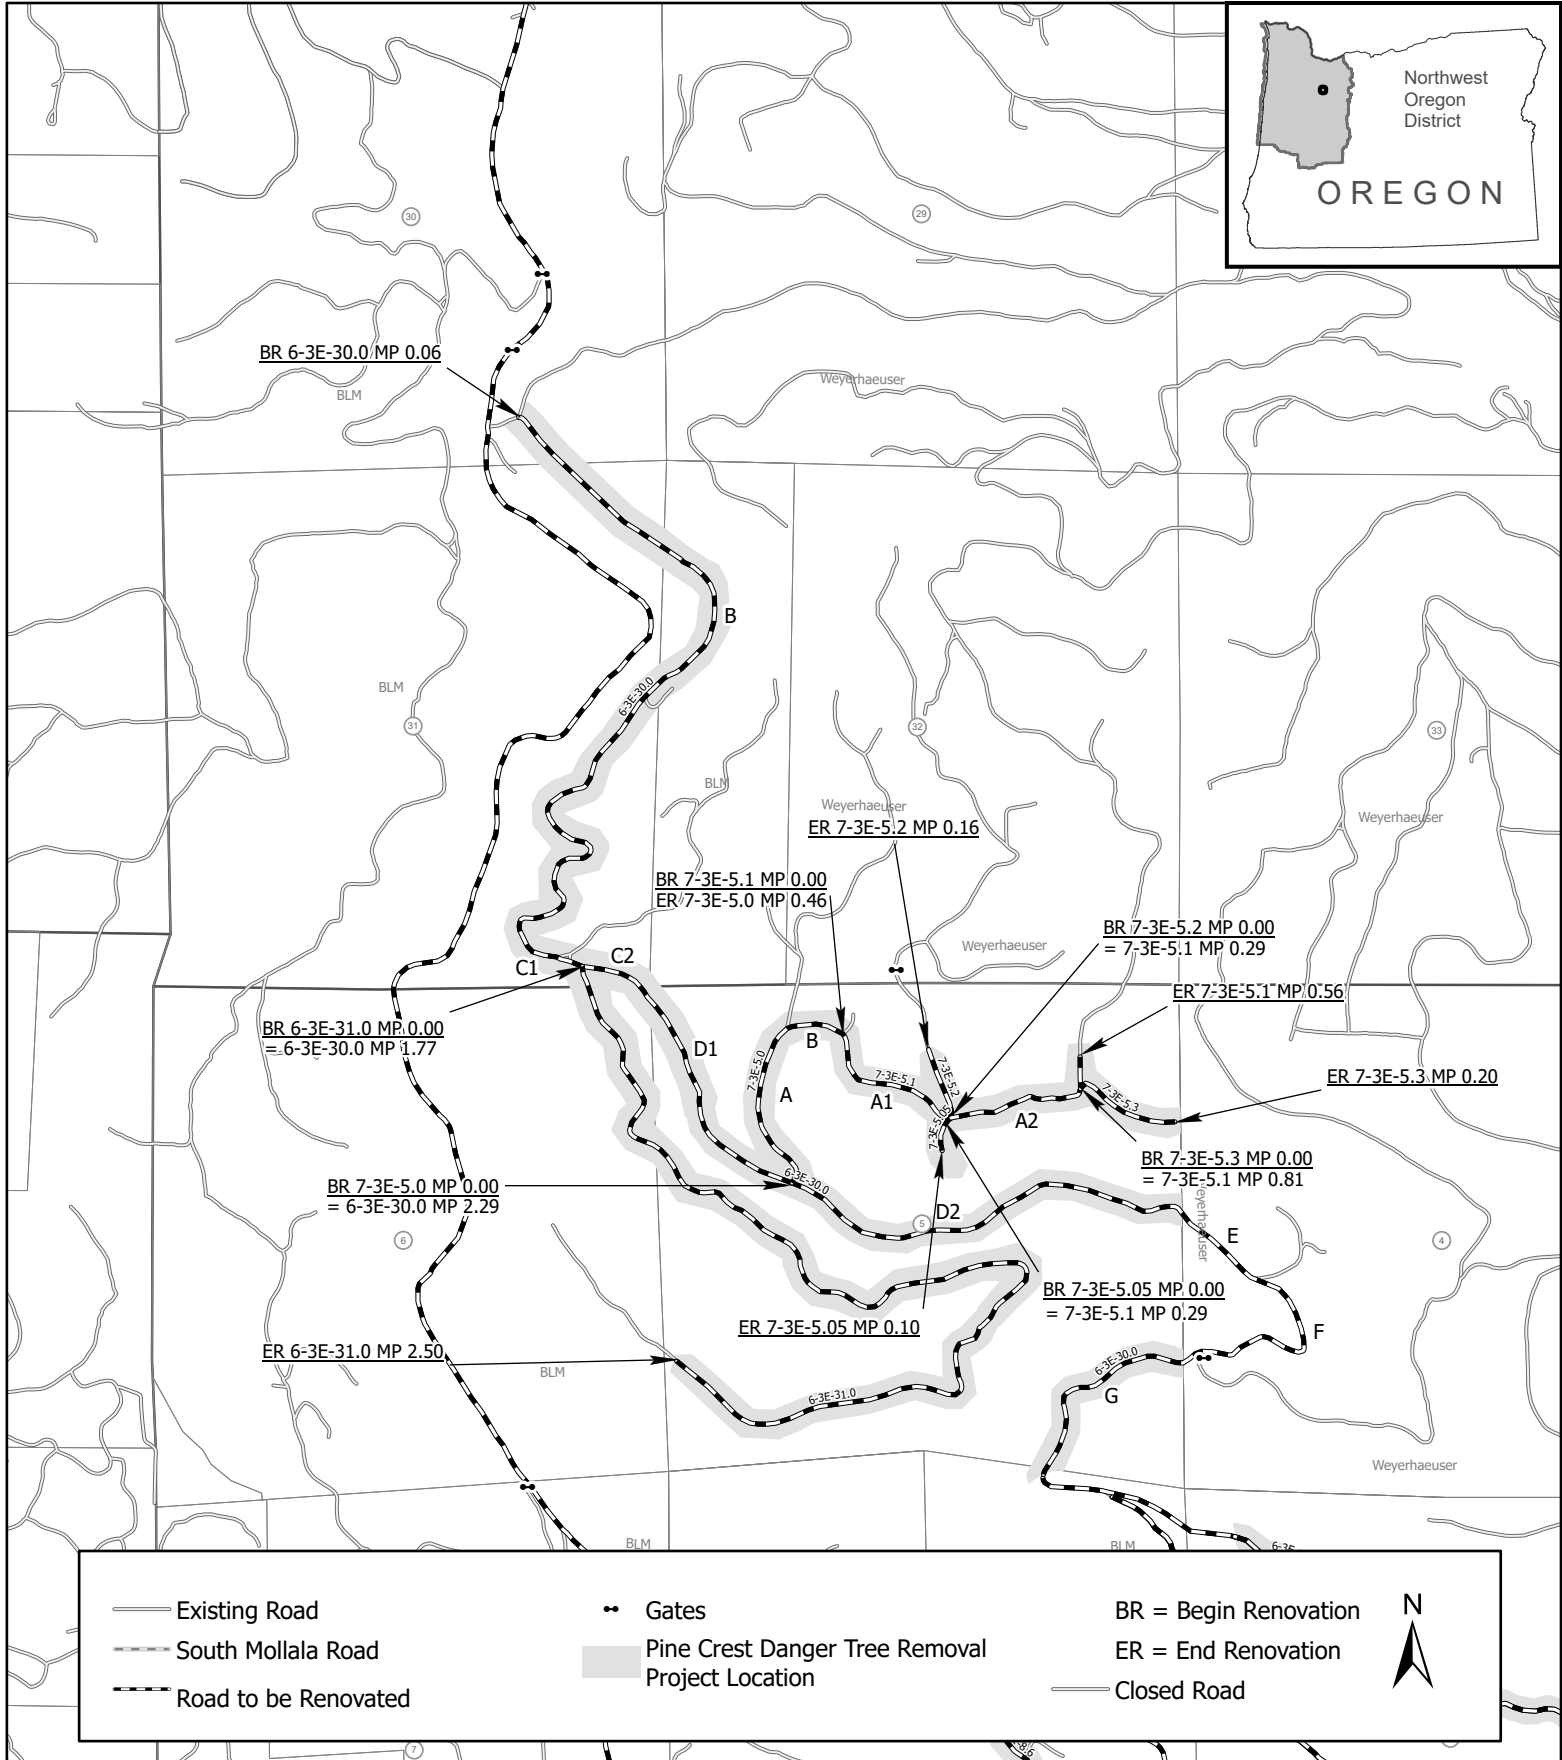 Northwest
Oregon
District
OREGON
30
29
BR 6-3E-30.0 MP 0.06
BLM
Weyerhaeuser
B
6-3E-30.0
BLM
31
32
33
BLM
Weyerhaeuser
Weyerhaeuser
ER 7-3E-5.2 MP 0.16
BR 7-3E-5.1 MP 0.00
ER 7-3E-5.0 MP 0.46
BR 7-3E-5.2 MP 0.00
= 7-3E-5.1 MP 0.29
Weyerhaeuser
C1
C2
ER 7-3E-5.1 MP 0.56
BR 6-3E-31.0 MP 0.00
= 6-3E-30.0 MP 1.77
D1
B
7-3E-5.0
A
7-3E-5.1
A1
7-3E-5.2
7-3E-5.05
A2
7-3E-5.3
ER 7-3E-5.3 MP 0.20
BR 7-3E-5.3 MP 0.00
= 7-3E-5.1 MP 0.81
6-3E-30.0
BR 7-3E-5.0 MP 0.00
= 6-3E-30.0 MP 2.29
Weyerhaeuser
D2
5
E
6
4
BR 7-3E-5.05 MP 0.00
= 7-3E-5.1 MP 0.29
ER 7-3E-5.05 MP 0.10
F
ER 6-3E-31.0 MP 2.50
BLM
6-3E-30.0
G
6-3E-31.0
Weyerhaeuser
BLM
BLM
6-3E
Existing Road
South Mollala Road
Road to be Renovated
Gates
Pine Crest Danger Tree Removal
Project Location
BR = Begin Renovation
ER = End Renovation
Closed Road
N
7
-8.6